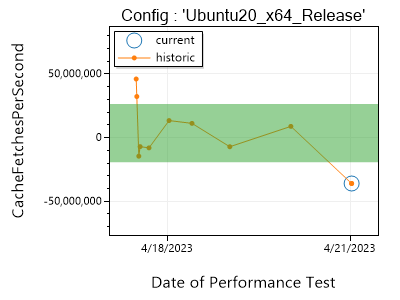 Config : 'Ubuntu20_x64_Release'
current
historic
CacheFetchesPerSecond
50,000,000
0
-50,000,000
4/18/2023
4/21/2023
Date of Performance Test